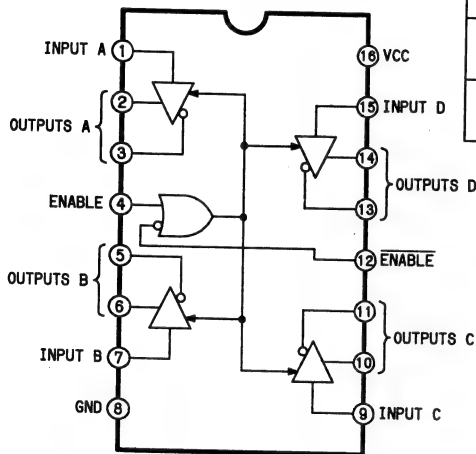 INPUT A
1
2
OUTPUTS A
3
ENABLE
4
5
OUTPUTS B
6
INPUT B
7
GND
8
16 VCC
15 INPUT D
14
OUTPUTS D
13
12 ENABLE
11
OUTPUTS C
10
9 INPUT C